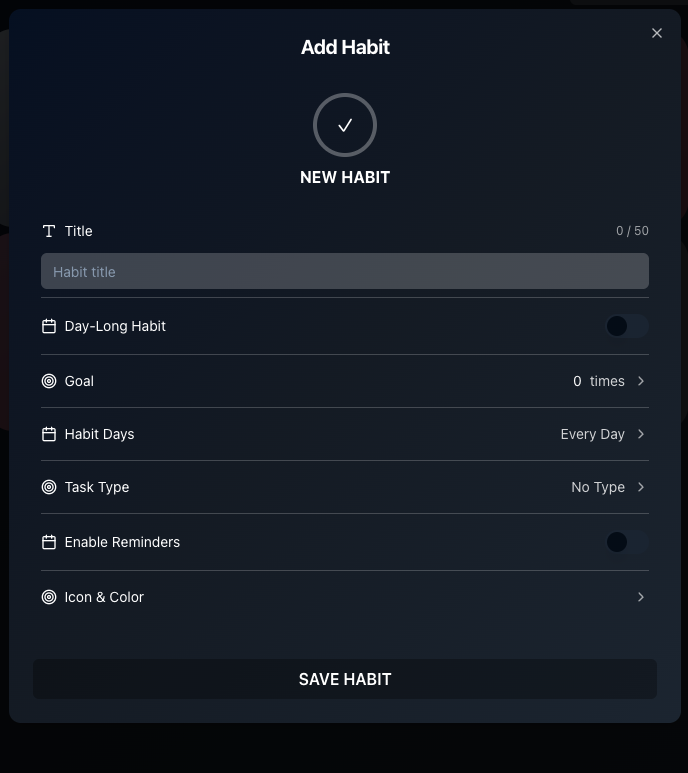 Add Habit
NEW HABIT
Title 0 / 50
Habit title
Day-Long Habit
Goal 0 times
Habit Days Every Day
Task Type No Type
Enable Reminders
Icon & Color
SAVE HABIT